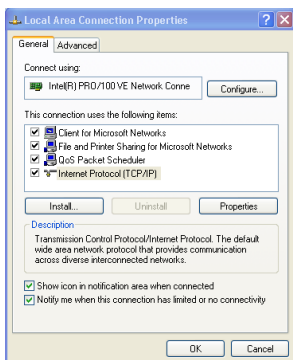 Local Area Connection Properties
General Advanced
Connect using:
Intel(R) PRO/100 VE Network Conne
Configure...
This connection uses the following items:
Client for Microsoft Networks
File and Printer Sharing for Microsoft Networks
QoS Packet Scheduler
Internet Protocol (TCP/IP)
Install... Uninstall Properties
Description
Transmission Control Protocol/Internet Protocol. The default
wide area network protocol that provides communication
across diverse interconnected networks.
Show icon in notification area when connected
Notify me when this connection has limited or no connectivity
OK Cancel